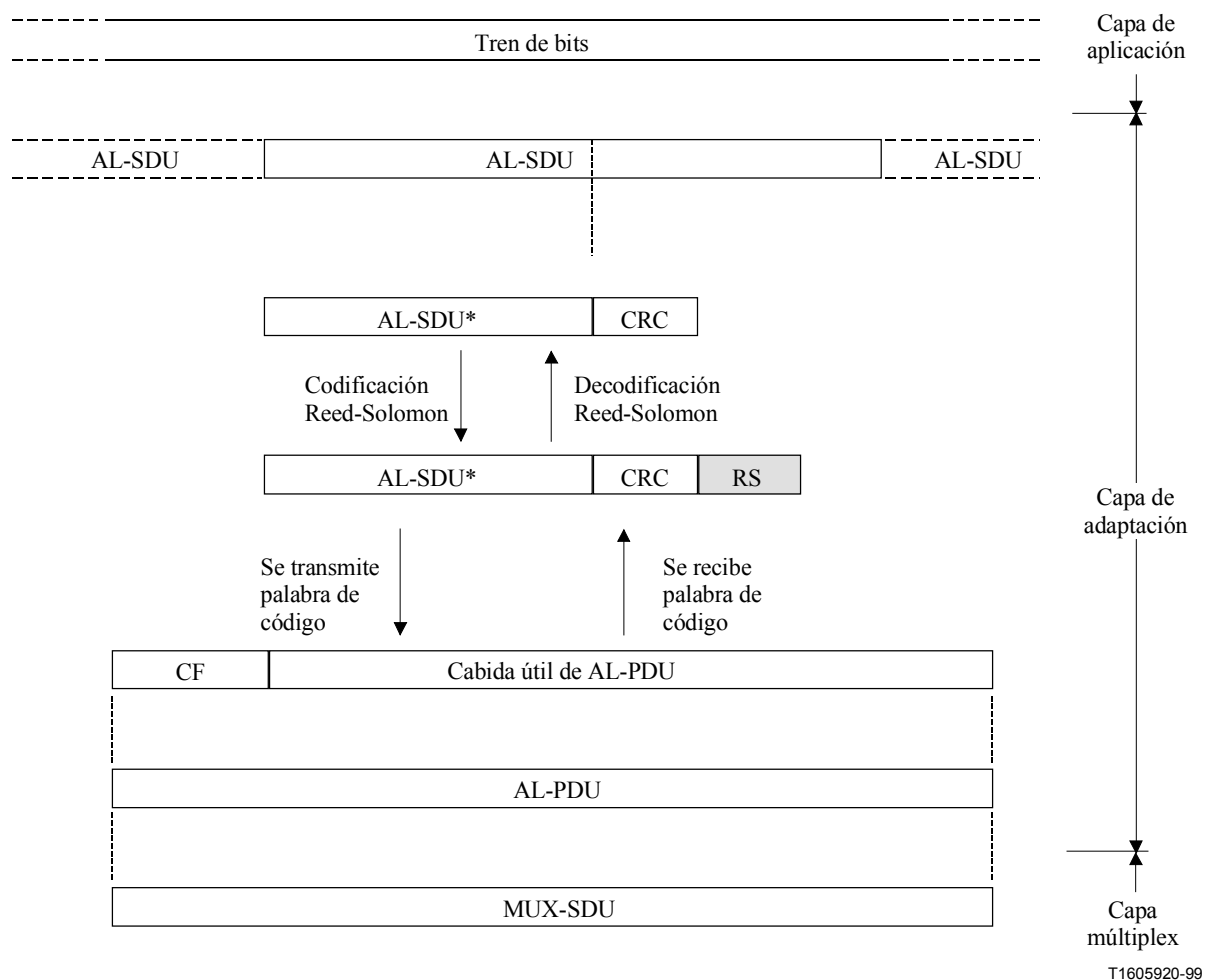 Tren de bits
Capa de
aplicación
AL-SDU
AL-SDU
AL-SDU
AL-SDU*
CRC
Codificación
Reed-Solomon
Decodificación
Reed-Solomon
AL-SDU*
CRC
RS
Capa de
adaptación
Se transmite
palabra de
código
Se recibe
palabra de
código
CF
Cabida útil de AL-PDU
AL-PDU
MUX-SDU
Capa
múltiplex
T1605920-99